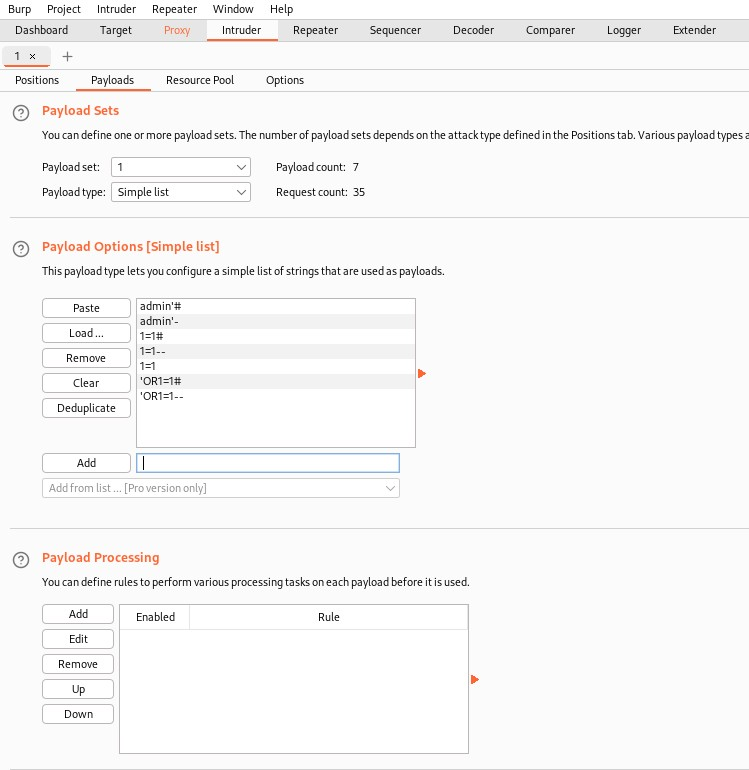 Burp Project Intruder Repeater Window Help
Dashboard Target Proxy Intruder Repeater Sequencer Decoder Comparer Logger Extender
1 × +
Positions Payloads Resource Pool Options
? Payload Sets
You can define one or more payload sets. The number of payload sets depends on the attack type defined in the Positions tab. Various payload types a
Payload set: 1 Payload count: 7
Payload type: Simple list Request count: 35
? Payload Options [Simple list]
This payload type lets you configure a simple list of strings that are used as payloads.
Paste
Load ...
Remove
Clear
Deduplicate
admin'#
admin'-
1=1#
1=1--
1=1
'OR1=1#
'OR1=1--
Add
Add from list ... [Pro version only]
? Payload Processing
You can define rules to perform various processing tasks on each payload before it is used.
Add
Edit
Remove
Up
Down
Enabled Rule